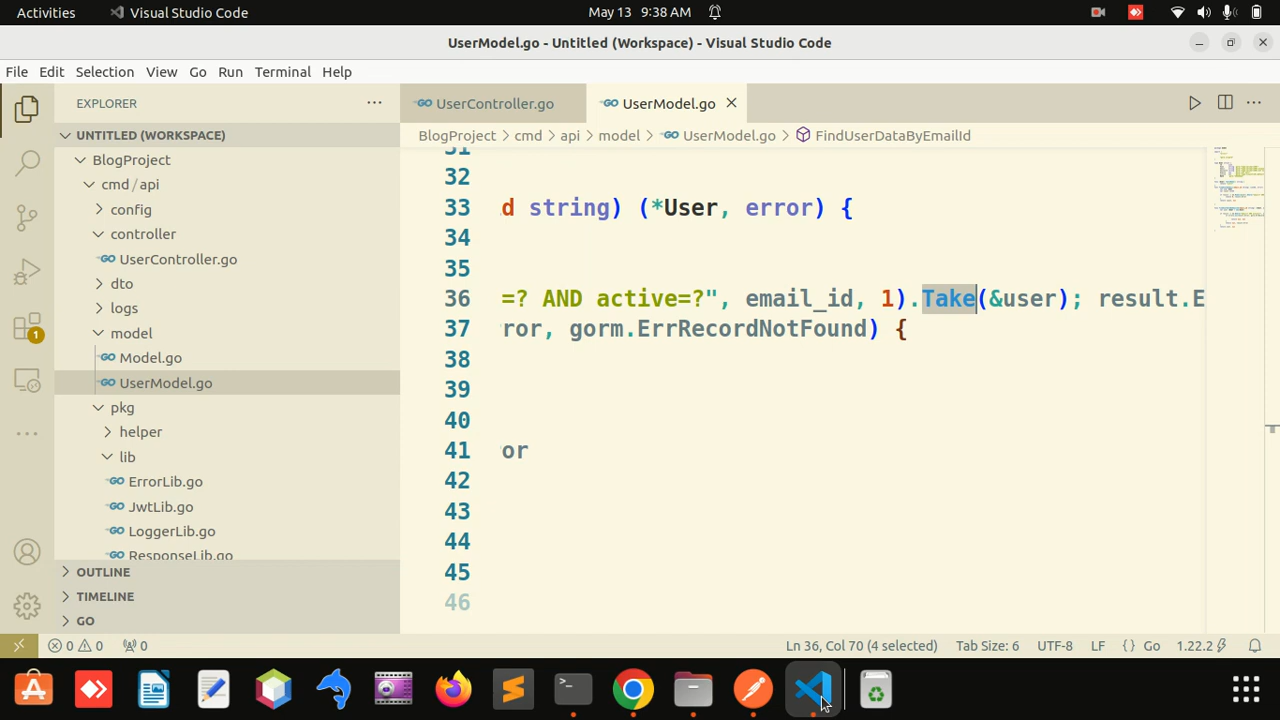 Activities
Visual Studio Code
May 13 9:38 AM
UserModel.go - Untitled (Workspace) - Visual Studio Code
File Edit Selection View Go Run Terminal Help
EXPLORER
UserController.go
UserModel.go
UNTITLED (WORKSPACE)
BlogProject
cmd / api
config
controller
UserController.go
dto
logs
model
Model.go
UserModel.go
pkg
helper
lib
ErrorLib.go
JwtLib.go
LoggerLib.go
ResponseLib.go
OUTLINE
TIMELINE
GO
1
BlogProject > cmd > api > model > UserModel.go > FindUserDataByEmailId
31
32
33 d string) (*User, error) {
34
35
36 =? AND active=?", email_id, 1).Take(&user); result.E
37 ror, gorm.ErrRecordNotFound) {
38
39
40
41 or
42
43
44
45
46
0 0 0
Ln 36, Col 70 (4 selected) Tab Size: 6 UTF-8 LF {} Go 1.22.2